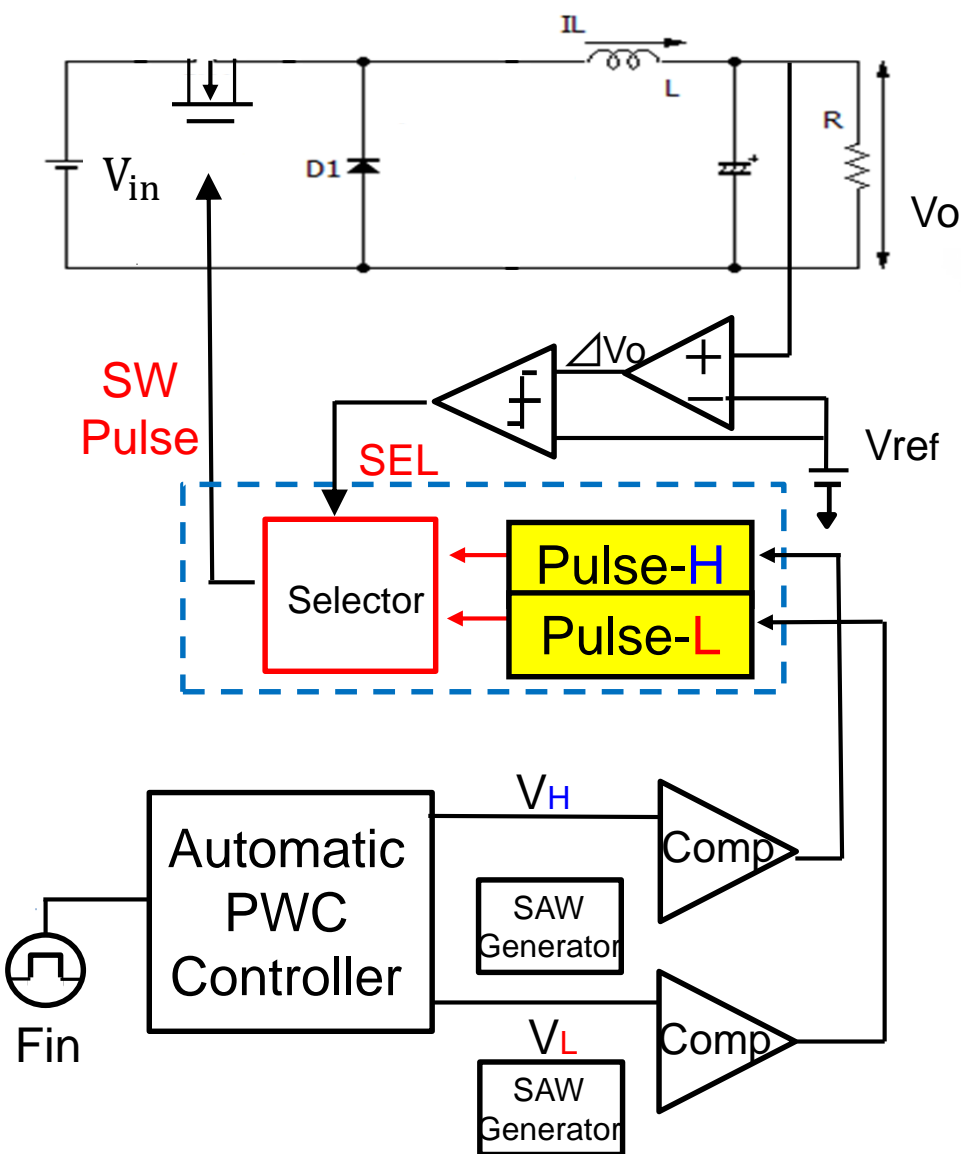 IL
L
R
D1
+
Vin
Vo
⊿Vo
+
−
SW
Pulse
SEL
Vref
Selector
Pulse-H
Pulse-L
VH
Comp
Automatic
PWC
Controller
SAW
Generator
Fin
VL
Comp
SAW
Generator